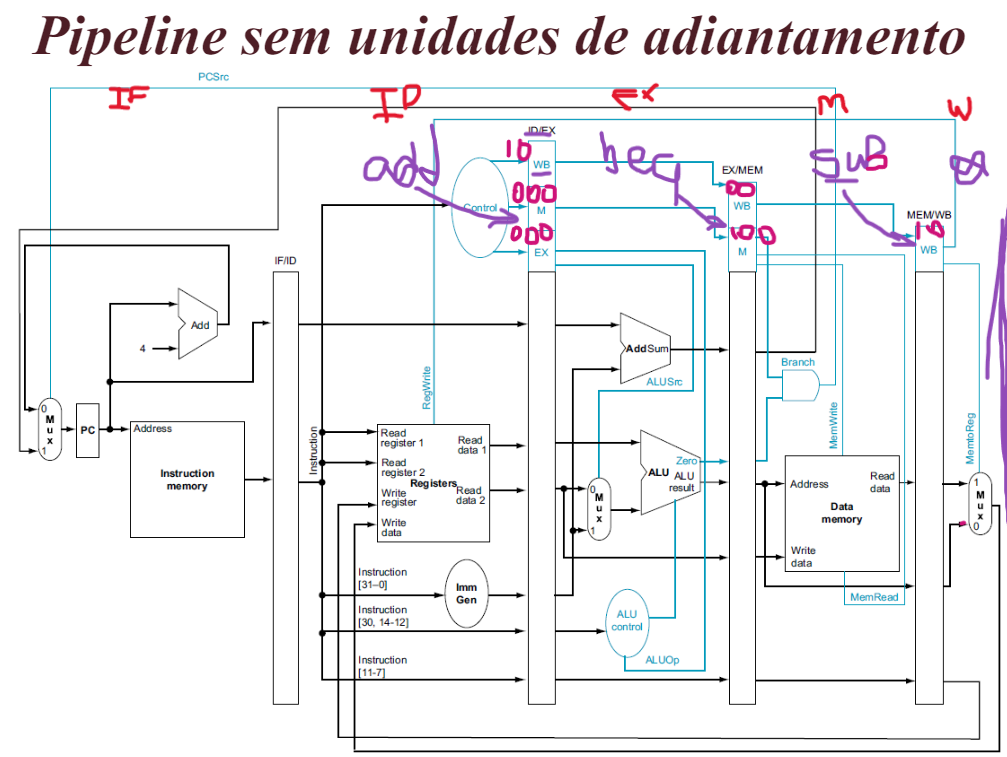 Pipeline sem unidades de adiantamento
PCSrc
IF
ID
EX
M
W
add
beq
SUB
ID/EX
10
WB
000
M
000
EX
Control
EX/MEM
00
WB
100
M
MEM/WB
10
WB
IF/ID
Add
4
RegWrite
AddSum
ALUSrc
Branch
MemWrite
MemtoReg
0
Mux
1
PC
Address
Instruction memory
Instruction
Read register 1
Read register 2
Write register
Write data
Registers
Read data 1
Read data 2
0
Mux
1
ALU
Zero
ALU result
Address
Write data
Data memory
Read data
MemRead
1
Mux
0
Instruction
[31–0]
Imm Gen
Instruction
[30, 14-12]
ALU control
ALUOp
Instruction
[11-7]